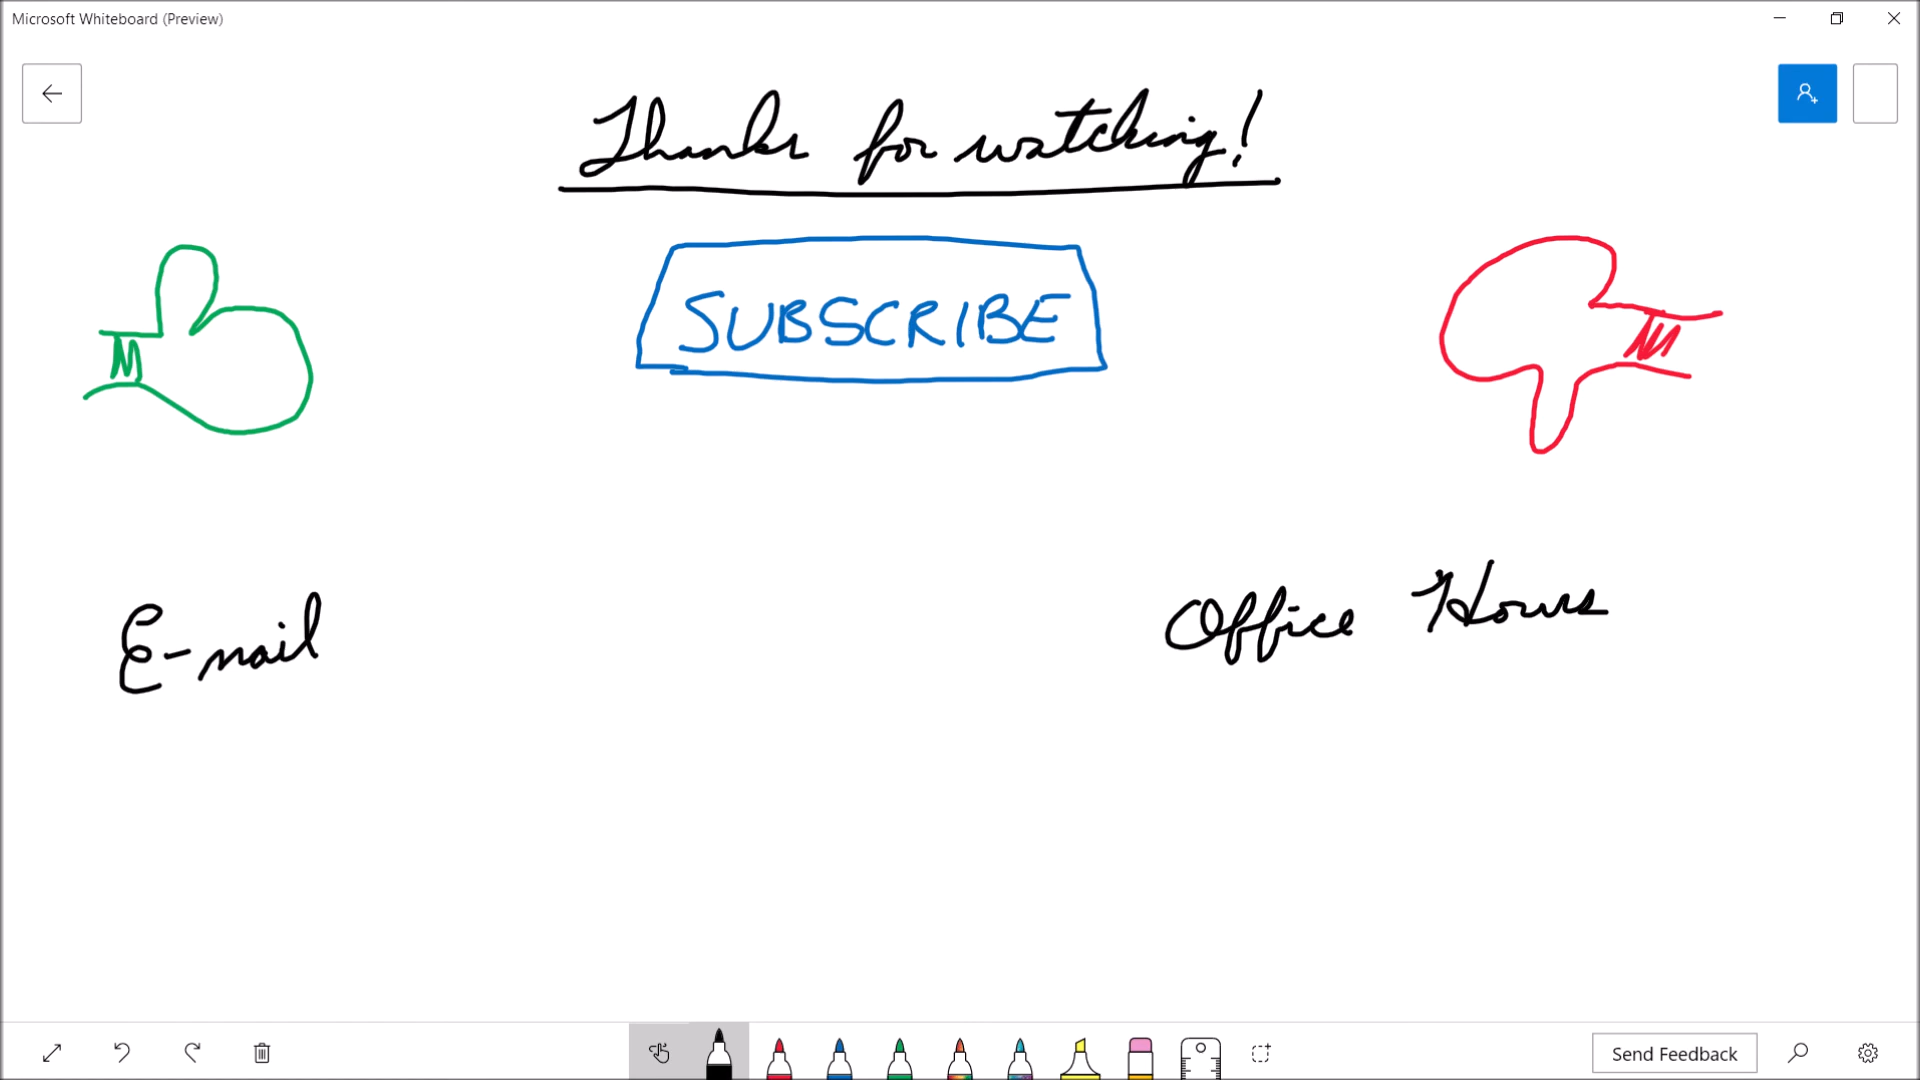 Microsoft Whiteboard (Preview)
Thanks for watching!
SUBSCRIBE
E-mail
Office Hours
Send Feedback